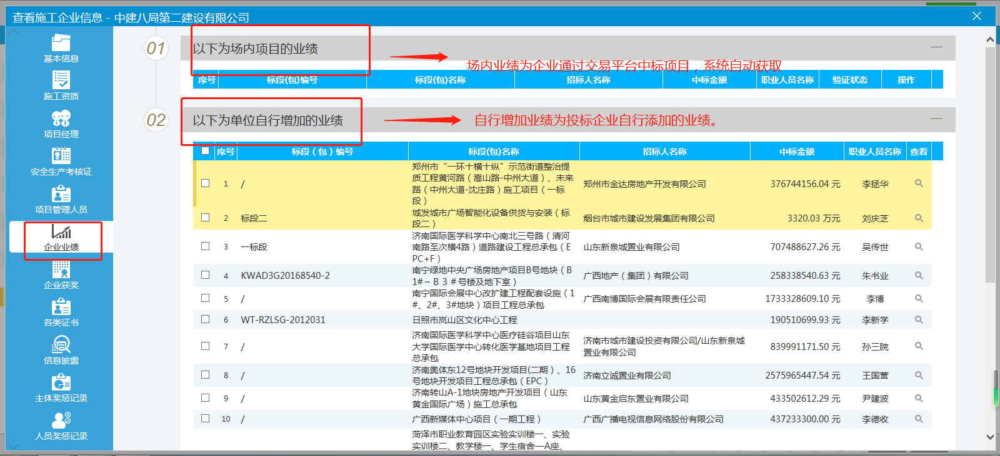 查看施工企业信息 - 中建八局第二建设有限公司
基本信息
施工资质
项目经理
安全生产考核证
项目管理人员
企业业绩
企业获奖
各类证书
信息披露
主体奖惩记录
人员奖惩记录
01
以下为场内项目的业绩
场内业绩为企业通过交易平台中标项目，系统自动获取
序号 标段(包)编号 标段(包)名称 招标人名称 中标金额 职业人员名称 验证状态 操作
02
以下为单位自行增加的业绩
自行增加业绩为投标企业自行添加的业绩。
序号 标段（包）编号 标段(包)名称 招标人名称 中标金额 职业人员名称 查看
郑州市“一环十横十纵”示范街道整治提
质工程黄河路（嵩山路-中州大道）、未来
路（中州大道-沈庄路）施工项目（一标
段）
1 / 郑州市金达房地产开发有限公司 376744156.04 元 李拯华
城发城市广场智能化设备供货与安装（标
段二）
2 标段二 烟台市城市建设发展集团有限公司 3320.03 万元 刘庆芝
济南国际医学科学中心南北三号路（清河
南路至次横4路）道路建设工程总承包（E
PC+F）
3 一标段 山东新泉城置业有限公司 707488627.26 元 吴传世
南宁绿地中央广场房地产项目B号地块（B
1#～Ｂ３＃号楼及地下室）
4 KWAD3G20168540-2 广西地产（集团）有限公司 258338540.63 元 朱书业
南宁国际会展中心改扩建工程配套设施（1
#、2#、3#地块）项目工程总承包
5 / 广西南博国际会展有限责任公司 1733328609.10 元 李博
6 WT-RZLSG-2012031 日照市岚山区文化中心工程 190510699.93 元 李新学
济南国际医学科学中心医疗硅谷项目山东
大学国际医学中心转化医学基地项目工程
总承包
7 / 济南市城市建设投资有限公司/山东新泉城
置业有限公司 839991171.50 元 孙三院
济南奥体东12号地块开发项目(二期）、16
号地块开发项目工程总承包（EPC）
8 / 济南立诚置业有限公司 2575965447.54 元 王国营
济南转山A-1地块房地产开发项目（山东
黄金国际广场）施工总承包
9 / 山东黄金启东置业有限公司 433502612.29 元 尹建波
10 / 广西新媒体中心项目（一期工程） 广西广播电视信息网络股份有限公司 437233300.00 元 李德收
菏泽市职业教育园区实验实训楼一、实验
实训楼二、教学楼一、学生宿舍一A座、